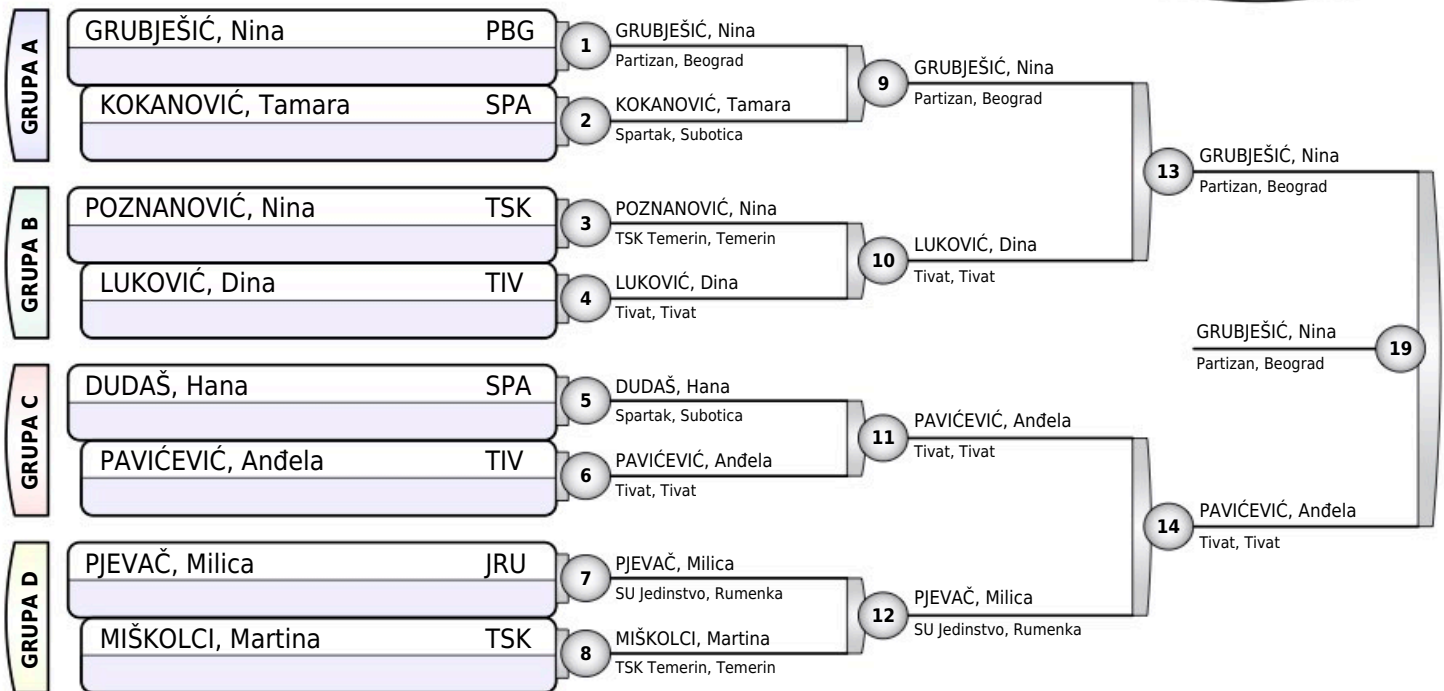 GRUPA A
GRUBJEŠIĆ, Nina PBG
KOKANOVIĆ, Tamara SPA
GRUPA B
POZNANOVIĆ, Nina TSK
LUKOVIĆ, Dina TIV
GRUPA C
DUDAŠ, Hana SPA
PAVIĆEVIĆ, Anđela TIV
GRUPA D
PJEVAČ, Milica JRU
MIŠKOLCI, Martina TSK
1
GRUBJEŠIĆ, Nina
Partizan, Beograd
2
KOKANOVIĆ, Tamara
Spartak, Subotica
3
POZNANOVIĆ, Nina
TSK Temerin, Temerin
4
LUKOVIĆ, Dina
Tivat, Tivat
5
DUDAŠ, Hana
Spartak, Subotica
6
PAVIĆEVIĆ, Anđela
Tivat, Tivat
7
PJEVAČ, Milica
SU Jedinstvo, Rumenka
8
MIŠKOLCI, Martina
TSK Temerin, Temerin
9
GRUBJEŠIĆ, Nina
Partizan, Beograd
10
LUKOVIĆ, Dina
Tivat, Tivat
11
PAVIĆEVIĆ, Anđela
Tivat, Tivat
12
PJEVAČ, Milica
SU Jedinstvo, Rumenka
13
GRUBJEŠIĆ, Nina
Partizan, Beograd
14
PAVIĆEVIĆ, Anđela
Tivat, Tivat
GRUBJEŠIĆ, Nina
Partizan, Beograd
19